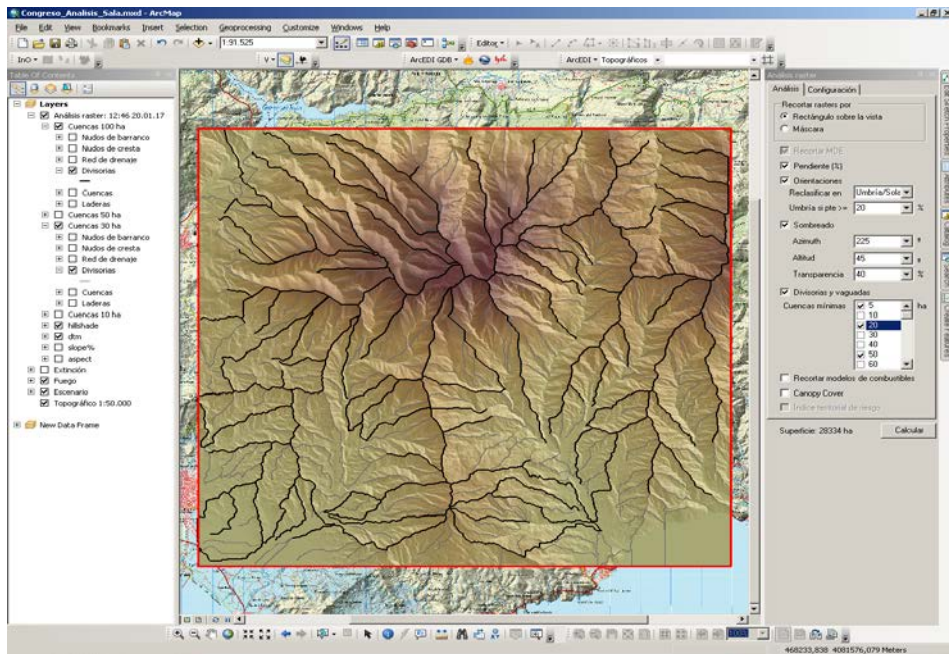 Congreso_Analisis_Sala.mxd - ArcMap
File Edit View Bookmarks Insert Selection Geoprocessing Customize Windows Help
1:91.525
Editor
InO
V
ArcEDI GDB
ArcEDI
Topográficos
Table Of Contents
Layers
Análisis raster: 12:46 20.01.17
Cuencas 100 ha
Nudos de barranco
Nudos de cresta
Red de drenaje
Divisorias
Cuencas
Laderas
Cuencas 50 ha
Cuencas 30 ha
Nudos de barranco
Nudos de cresta
Red de drenaje
Divisorias
Cuencas
Laderas
Cuencas 10 ha
hillshade
dtm
slope%
aspect
Extinción
Fuego
Escenario
Topográfico 1:50.000
New Data Frame
Análisis raster
Análisis Configuración
Recortar rasters por
Rectángulo sobre la vista
Máscara
Recortar MDE
Pendiente (%)
Orientaciones
Reclasificar en Umbría/Sola
Umbría si pte >= 20 %
Sombreado
Azimuth 225 º
Altitud 45 º
Transparencia 40 %
Divisorias y vaguadas
Cuencas mínimas 5 ha
10
20
30
40
50
60
Recortar modelos de combustibles
Canopy Cover
Indice territorial de riesgo
Superficie: 28334 ha Calcular
468233,838 4081576,079 Meters